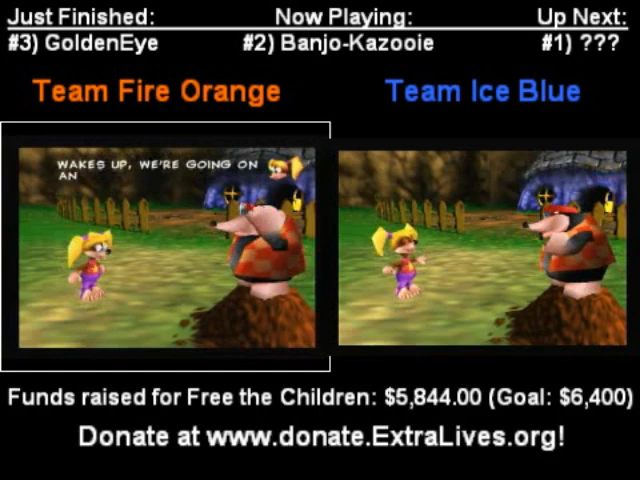 Just Finished: Now Playing: Up Next:
#3) GoldenEye #2) Banjo-Kazooie #1) ???
Team Fire Orange Team Ice Blue
WAKES UP, WE'RE GOING ON
AN
Funds raised for Free the Children: $5,844.00 (Goal: $6,400)
Donate at www.donate.ExtraLives.org!